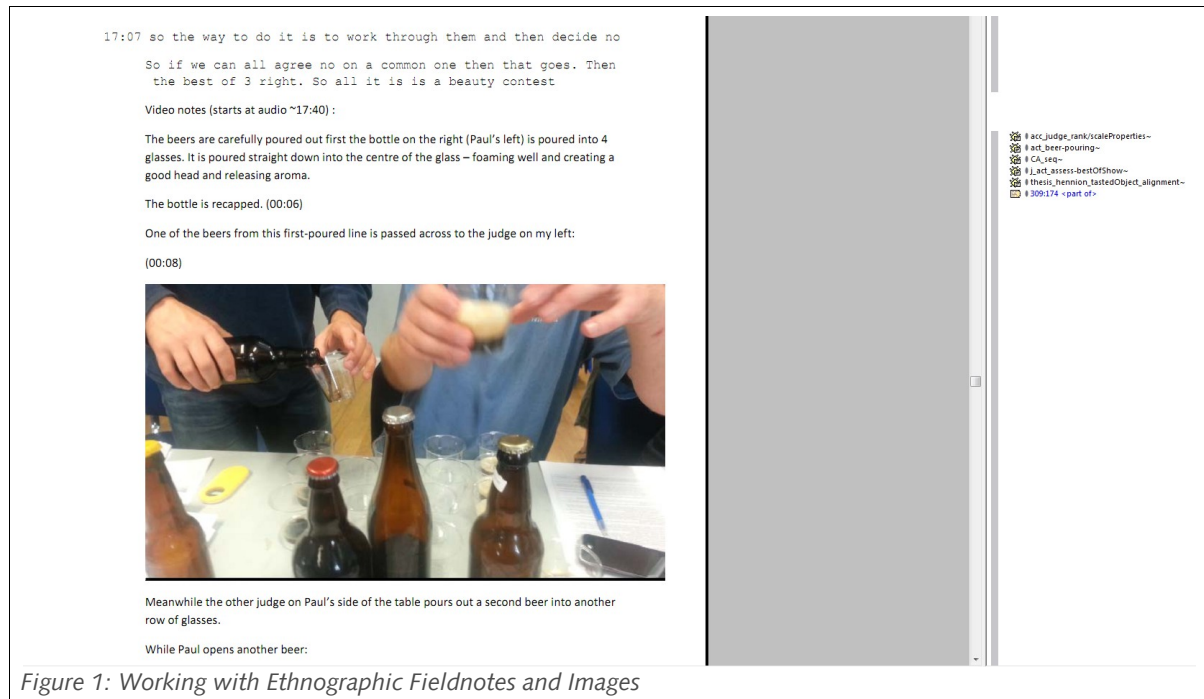 17:07 so the way to do it is to work through them and then decide no
So if we can all agree no on a common one then that goes. Then
the best of 3 right. So all it is is a beauty contest
Video notes (starts at audio ~17:40) :
The beers are carefully poured out first the bottle on the right (Paul's left) is poured into 4
glasses. It is poured straight down into the centre of the glass – foaming well and creating a
good head and releasing aroma.
The bottle is recapped. (00:06)
One of the beers from this first-poured line is passed across to the judge on my left:
(00:08)
Meanwhile the other judge on Paul's side of the table pours out a second beer into another
row of glasses.
While Paul opens another beer:
acc_judge_rank/scaleProperties~
act_beer-pouring~
CA_seq~
j_act_assess-bestOfShow~
thesis_hennion_tastedObject_alignment~
309:174 <part of>
Figure 1: Working with Ethnographic Fieldnotes and Images